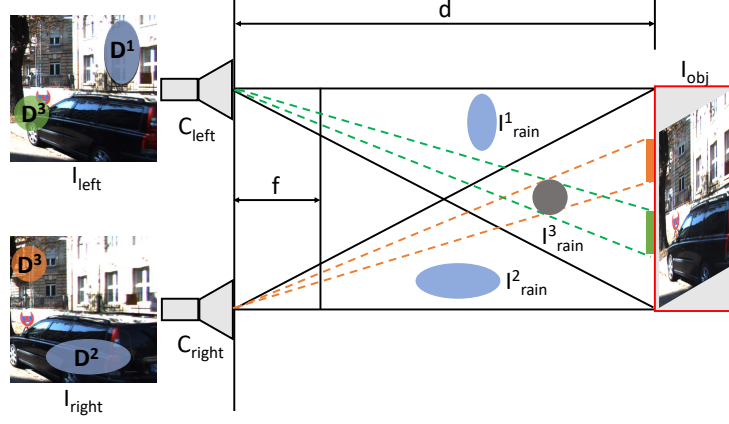 d
D¹
I_obj
D³
C_left
I¹_rain
I_left
f
I³_rain
D³
I²_rain
D²
C_right
I_right